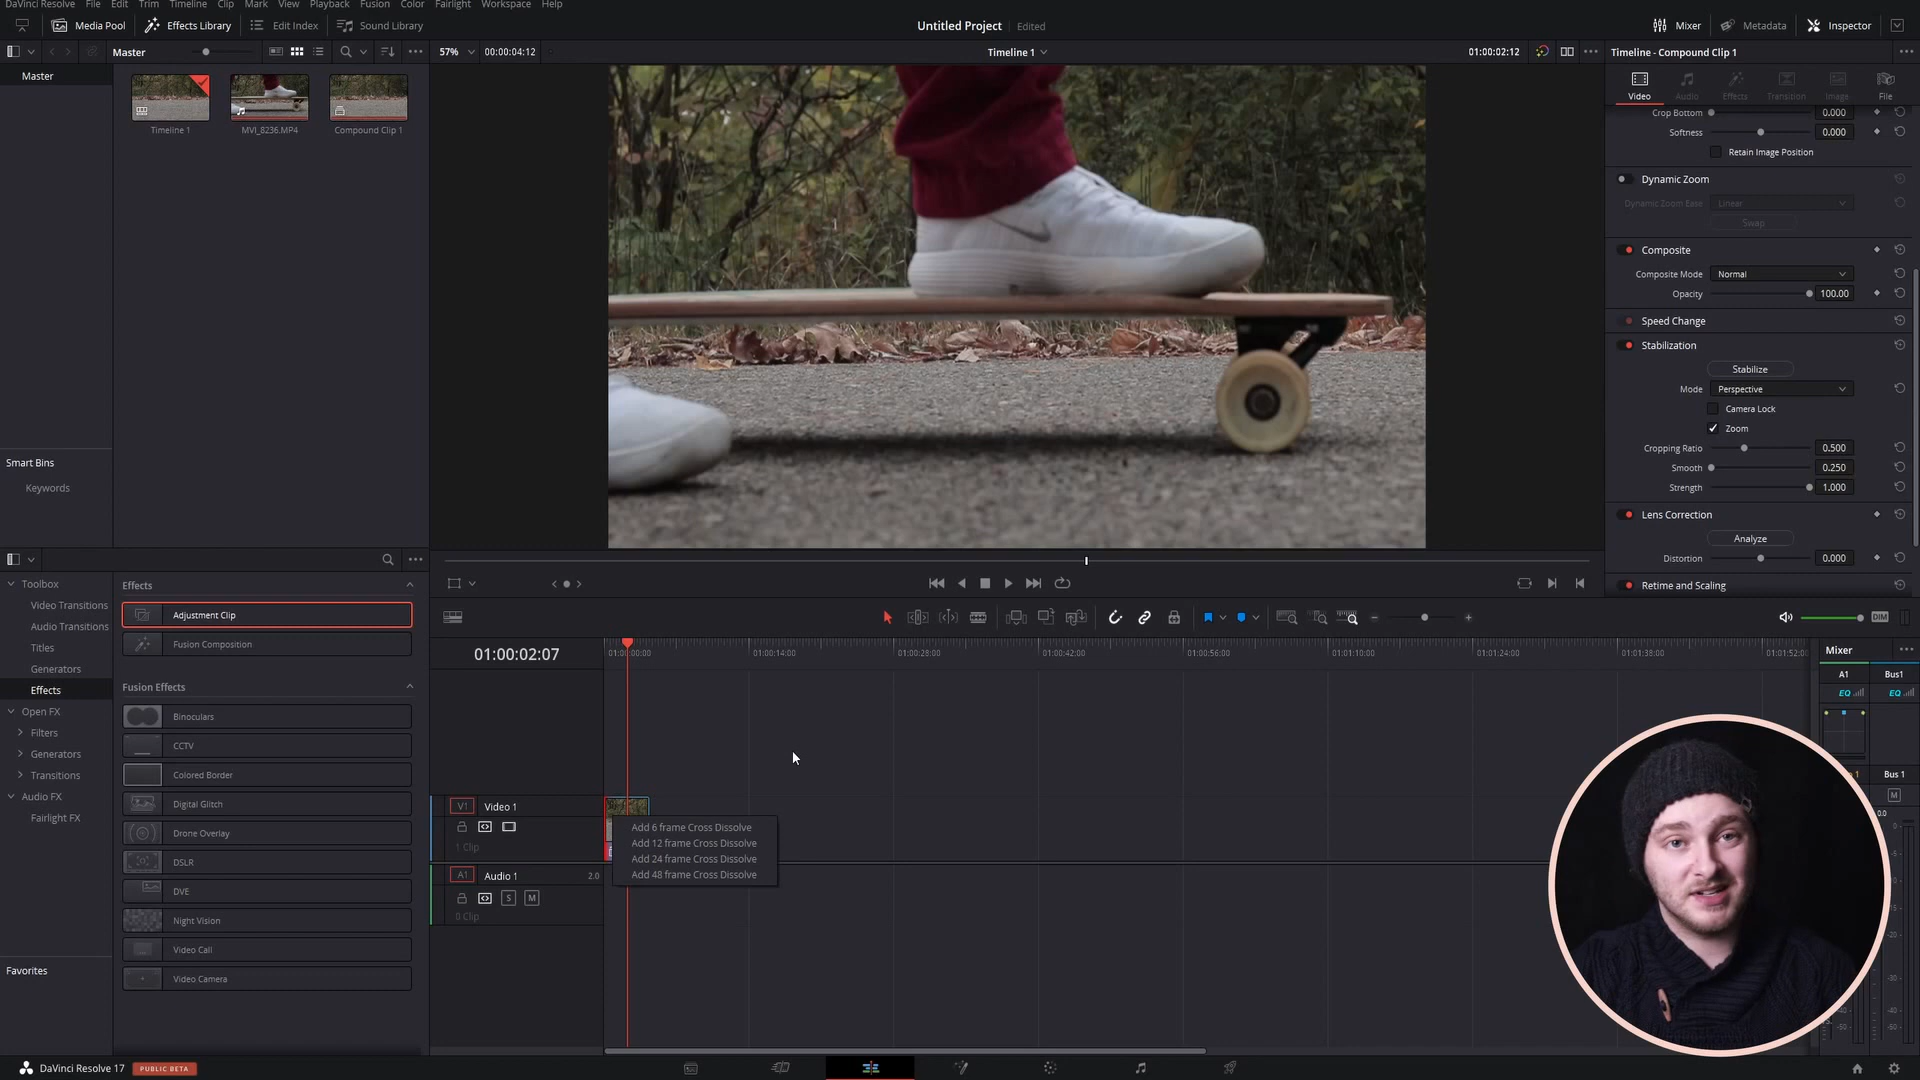 DaVinci Resolve File Edit Trim Timeline Clip Mark View Playback Fusion Color Fairlight Workspace Help
Media Pool Effects Library Edit Index Sound Library
Untitled Project Edited
Mixer Metadata Inspector
Master
57% 00:00:04:12 Timeline 1 01:00:02:12
Timeline - Compound Clip 1
Master
Timeline 1
MVI_8236.MP4
Compound Clip 1
Smart Bins
Keywords
Video Audio Effects Transition Image File
Crop Bottom 0.000
Softness 0.000
Retain Image Position
Dynamic Zoom
Dynamic Zoom Ease Linear
Swap
Composite
Composite Mode Normal
Opacity 100.00
Speed Change
Stabilization
Stabilize
Mode Perspective
Camera Lock
Zoom
Cropping Ratio 0.500
Smooth 0.250
Strength 1.000
Lens Correction
Analyze
Distortion 0.000
Retime and Scaling
Toolbox
Video Transitions
Audio Transitions
Titles
Generators
Effects
Open FX
Filters
Generators
Transitions
Audio FX
Fairlight FX
Favorites
Effects
Adjustment Clip
Fusion Composition
Fusion Effects
Binoculars
CCTV
Colored Border
Digital Glitch
Drone Overlay
DSLR
DVE
Night Vision
Video Call
Video Camera
DIM
01:00:02:07
01:00:00:00 01:00:14:00 01:00:28:00 01:00:42:00 01:00:56:00 01:01:10:00 01:01:24:00 01:01:38:00 01:01:52:0
V1 Video 1
1 Clip
A1 Audio 1 2.0
S M
0 Clip
Add 6 frame Cross Dissolve
Add 12 frame Cross Dissolve
Add 24 frame Cross Dissolve
Add 48 frame Cross Dissolve
Mixer
A1 Bus1
EQ EQ
Bus 1
M
DaVinci Resolve 17 PUBLIC BETA